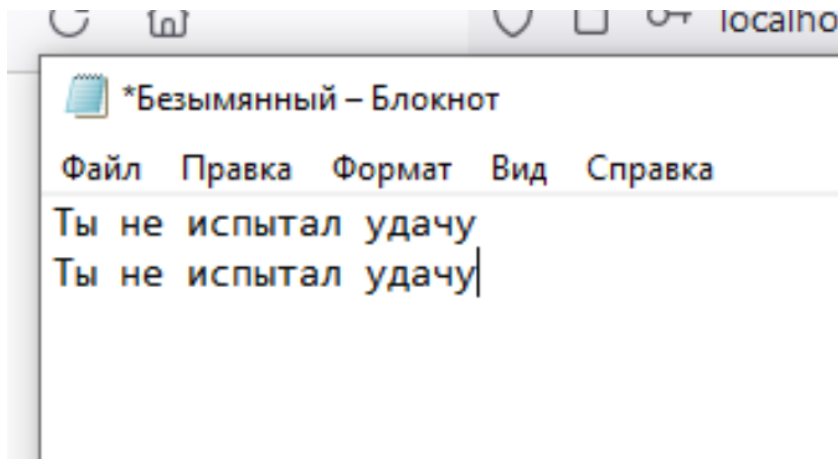 localho
*Безымянный – Блокнот
Файл Правка Формат Вид Справка
Ты не испытал удачу
Ты не испытал удачу